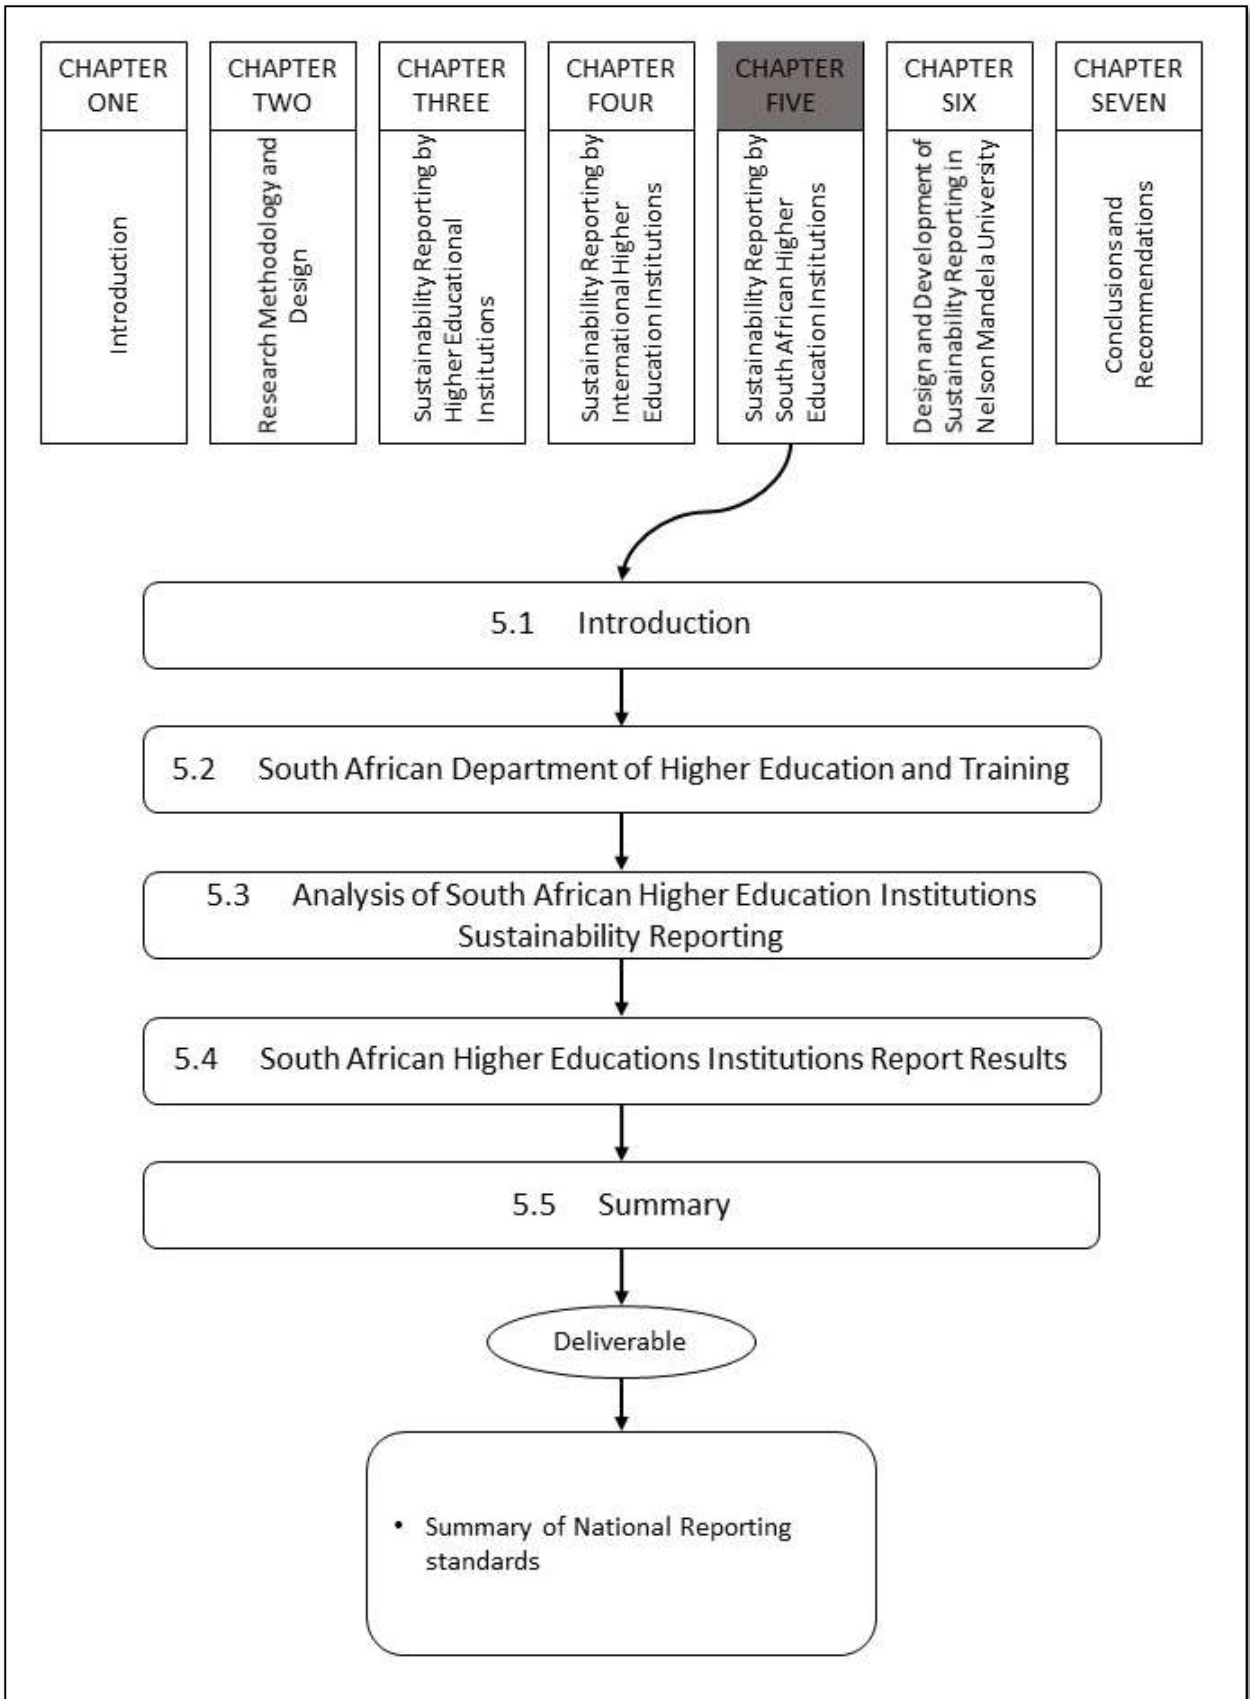 CHAPTER
ONE
CHAPTER
TWO
CHAPTER
THREE
CHAPTER
FOUR
CHAPTER
FIVE
CHAPTER
SIX
CHAPTER
SEVEN
Introduction
Research Methodology and
Design
Sustainability Reporting by
Higher Educational
Institutions
Sustainability Reporting by
International Higher
Education Institutions
Sustainability Reporting by
South African Higher
Education Institutions
Design and Development of
Sustainability Reporting in
Nelson Mandela University
Conclusions and
Recommendations
5.1 Introduction
5.2 South African Department of Higher Education and Training
5.3 Analysis of South African Higher Education Institutions
Sustainability Reporting
5.4 South African Higher Educations Institutions Report Results
5.5 Summary
Deliverable
• Summary of National Reporting
standards